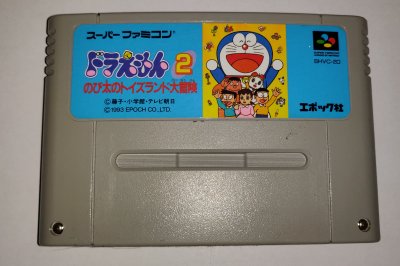 スーパーファミコン
ドラえもん2
のび太のトイズランド大冒険
©藤子・小学館・テレビ朝日
©1993 EPOCH CO., LTD.
SHVC-2D
エポック社